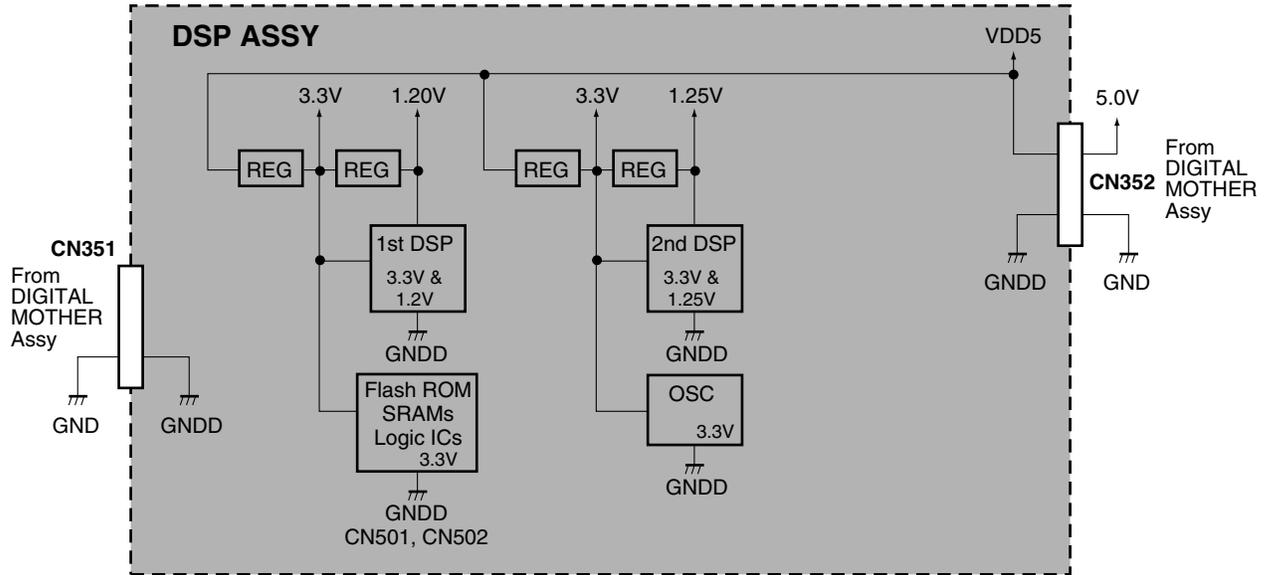 DSP ASSY
VDD5
3.3V
1.20V
3.3V
1.25V
5.0V
REG
REG
REG
REG
From
DIGITAL
MOTHER
Assy
CN352
1st DSP
3.3V &
1.2V
2nd DSP
3.3V &
1.25V
CN351
From
DIGITAL
MOTHER
Assy
GNDD
GND
GNDD
GNDD
Flash ROM
SRAMs
Logic ICs
3.3V
OSC
3.3V
GND
GNDD
GNDD
GNDD
CN501, CN502